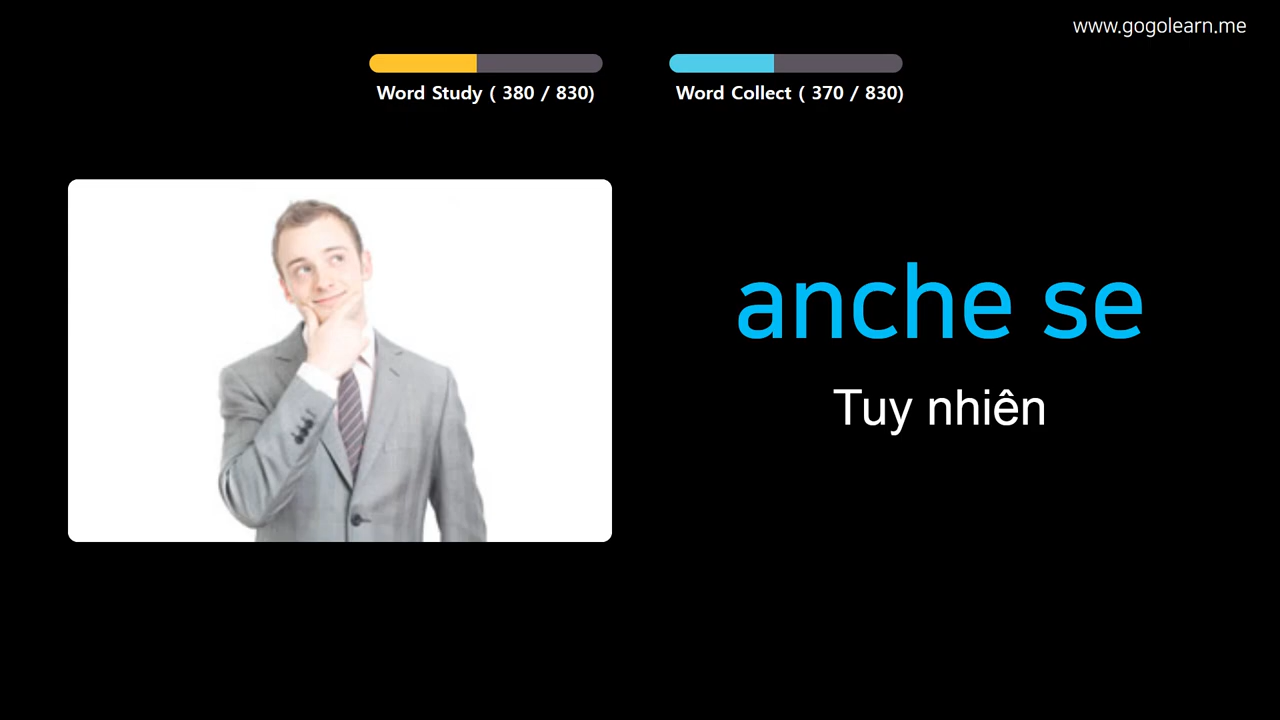 www.gogolearn.me
Word Study ( 380 / 830)
Word Collect ( 370 / 830)
anche se
Tuy nhiên